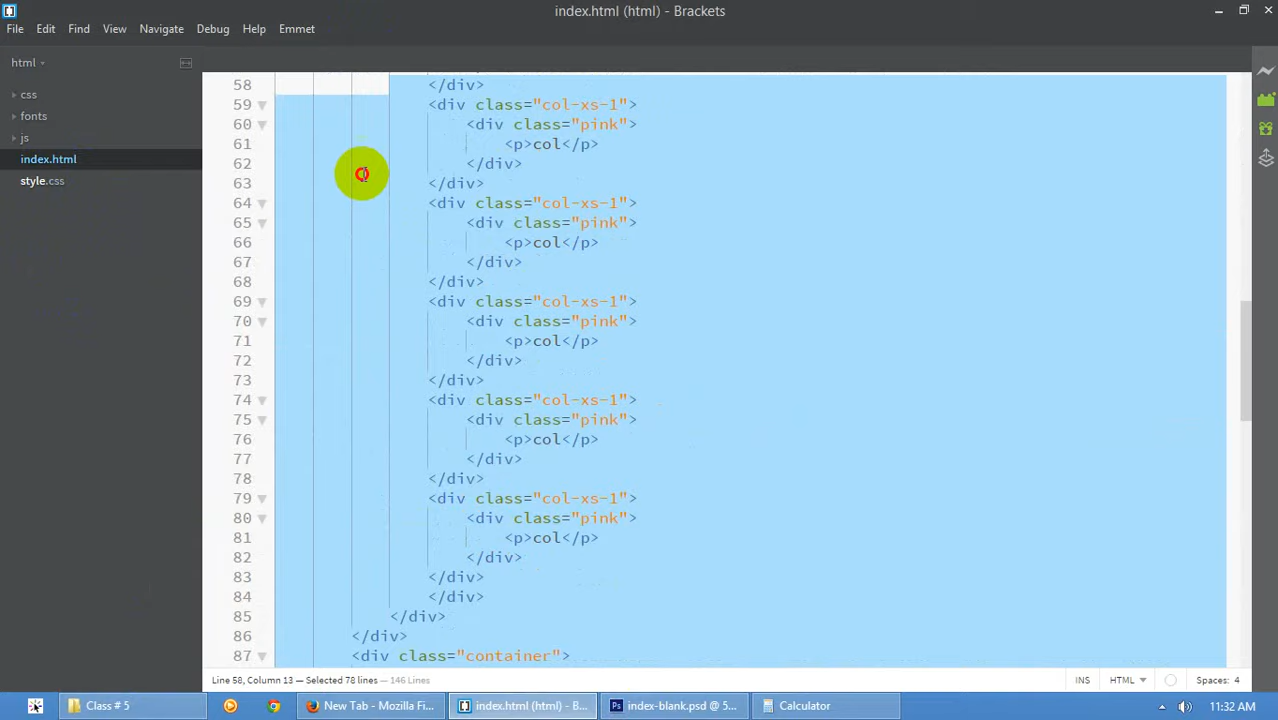 index.html (html) - Brackets
File Edit Find View Navigate Debug Help Emmet
html
css
fonts
js
index.html
style.css
58 </div>
59 <div class="col-xs-1">
60 <div class="pink">
61 <p>col</p>
62 </div>
63 </div>
64 <div class="col-xs-1">
65 <div class="pink">
66 <p>col</p>
67 </div>
68 </div>
69 <div class="col-xs-1">
70 <div class="pink">
71 <p>col</p>
72 </div>
73 </div>
74 <div class="col-xs-1">
75 <div class="pink">
76 <p>col</p>
77 </div>
78 </div>
79 <div class="col-xs-1">
80 <div class="pink">
81 <p>col</p>
82 </div>
83 </div>
84 </div>
85 </div>
86 </div>
87 <div class="container">
Line 58, Column 13 — Selected 78 lines — 146 Lines INS HTML Spaces: 4
Class # 5 New Tab - Mozilla Fi... index.html (html) - B... index-blank.psd @ 5... Calculator 11:32 AM